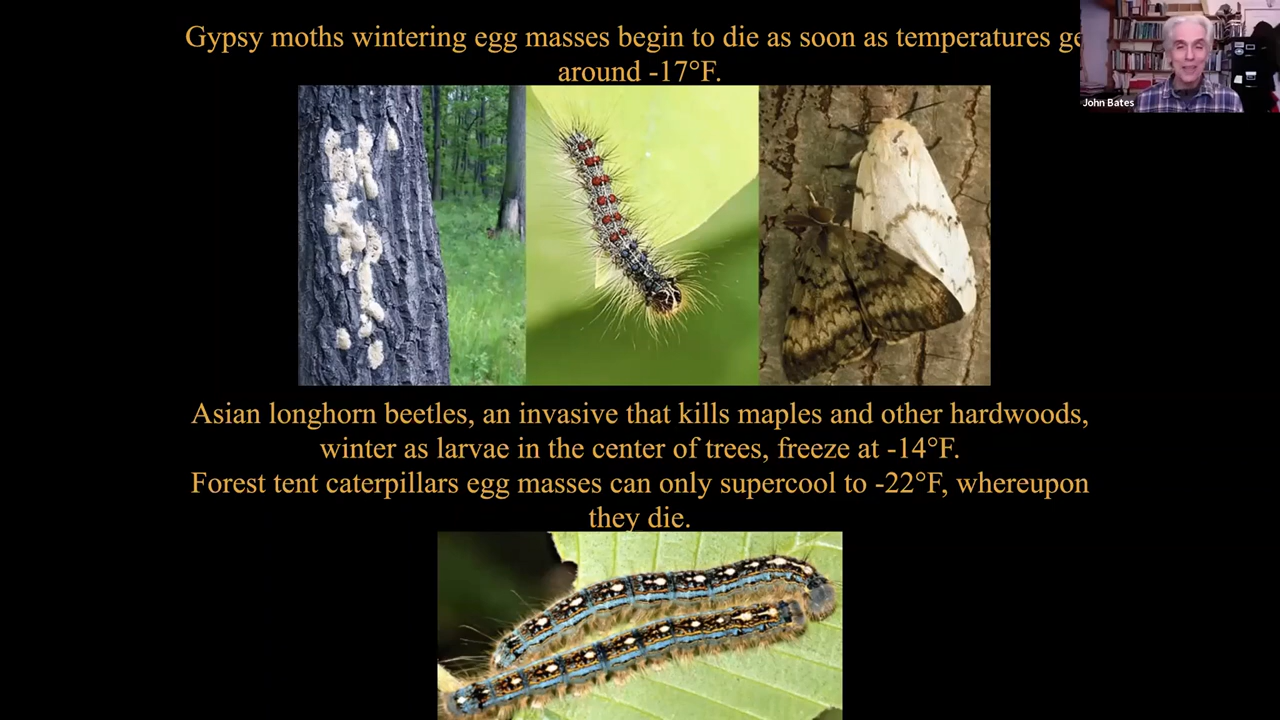 Gypsy moths wintering egg masses begin to die as soon as temperatures ge
around -17°F.
John Bates
Asian longhorn beetles, an invasive that kills maples and other hardwoods,
winter as larvae in the center of trees, freeze at -14°F.
Forest tent caterpillars egg masses can only supercool to -22°F, whereupon
they die.